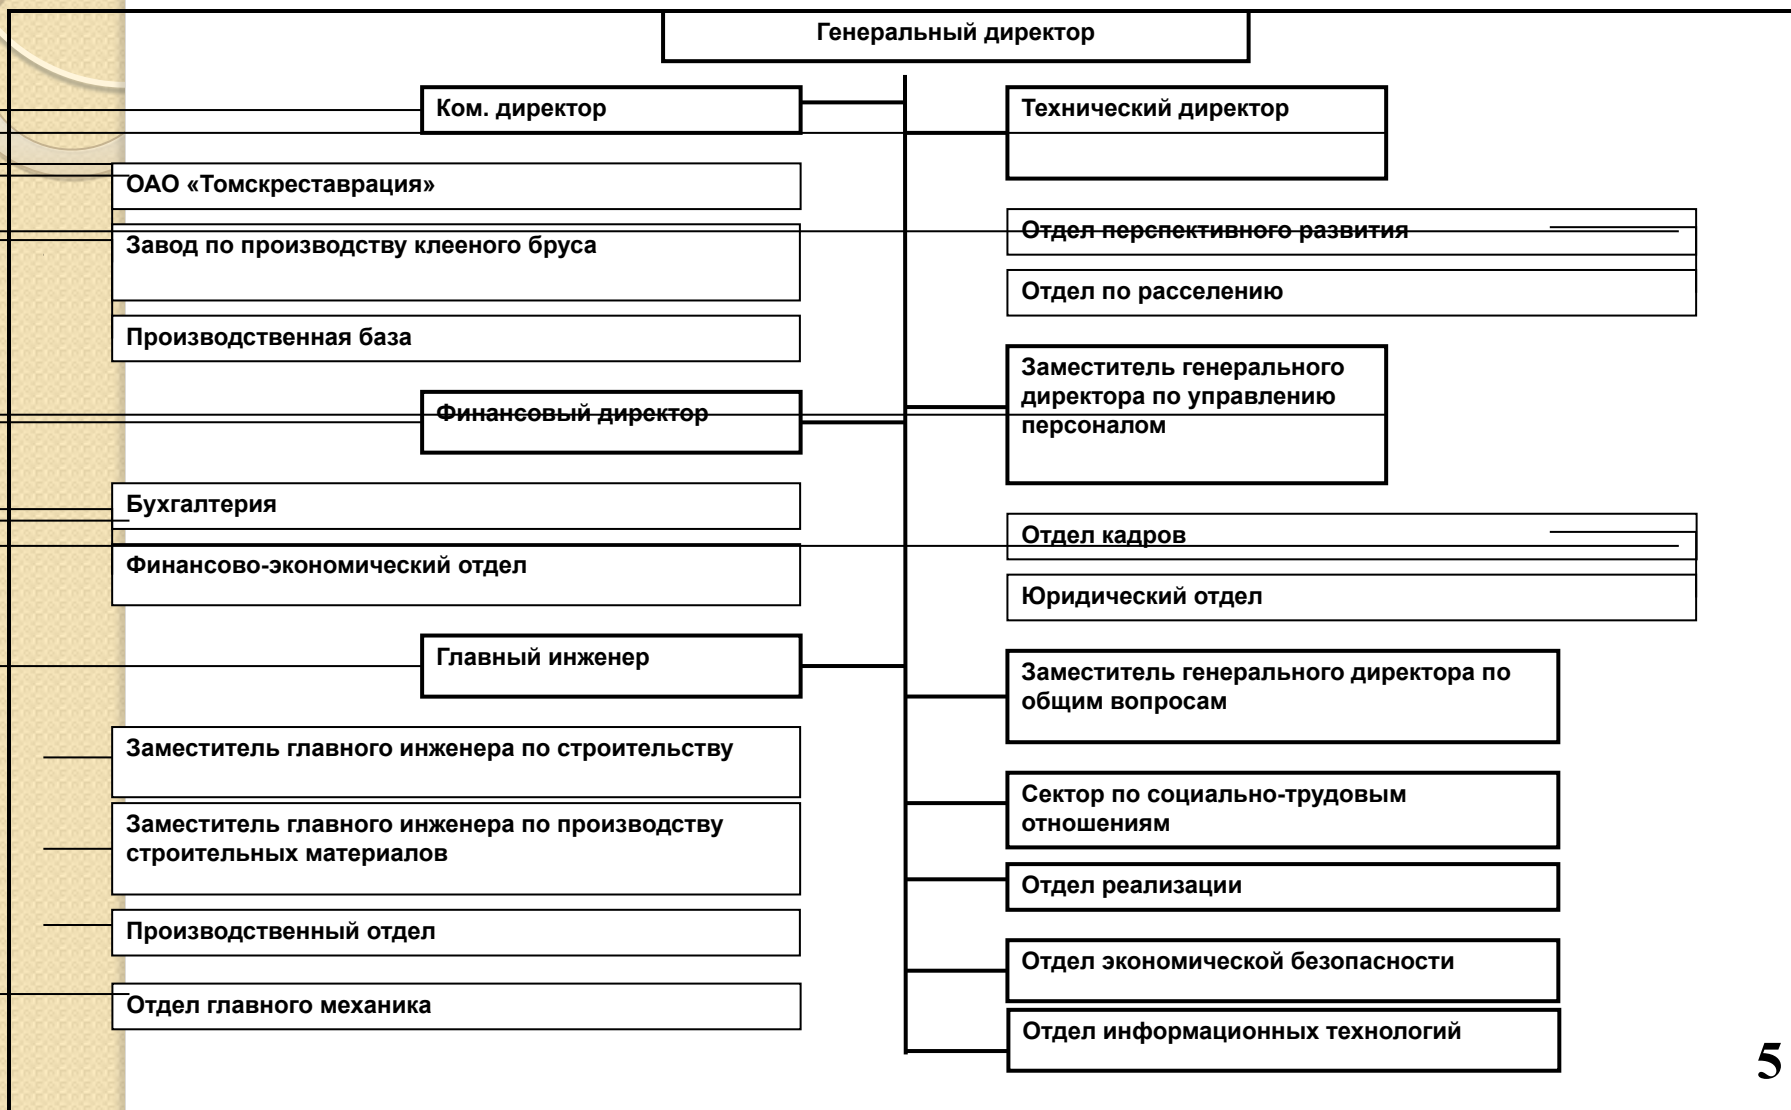 Генеральный директор
Ком. директор
ОАО «Томскреставрация»
Завод по производству клееного бруса
Производственная база
Финансовый директор
Бухгалтерия
Финансово-экономический отдел
Главный инженер
Заместитель главного инженера по строительству
Заместитель главного инженера по производству
строительных материалов
Производственный отдел
Отдел главного механика
Технический директор
Отдел перспективного развития
Отдел по расселению
Заместитель генерального
директора по управлению
персоналом
Отдел кадров
Юридический отдел
Заместитель генерального директора по
общим вопросам
Сектор по социально-трудовым
отношениям
Отдел реализации
Отдел экономической безопасности
Отдел информационных технологий
5